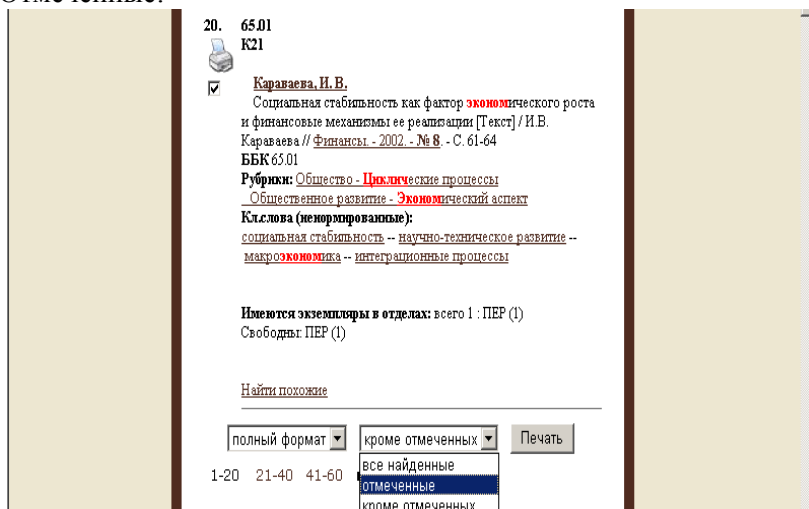 Отмеченные.
20. 65.01
К21
Караваева, И. В.
Социальная стабильность как фактор экономического роста
и финансовые механизмы ее реализации [Текст] / И.В.
Караваева // Финансы. - 2002. - № 8. - С. 61-64
ББК 65.01
Рубрики: Общество - Циклические процессы
Общественное развитие - Экономический аспект
Кл.слова (ненормированные):
социальная стабильность -- научно-техническое развитие --
макроэкономика -- интеграционные процессы
Имеются экземпляры в отделах: всего 1 : ПЕР (1)
Свободны: ПЕР (1)
Найти похожие
полный формат кроме отмеченных Печать
все найденные
1-20 21-40 41-60
отмеченные
кроме отмеченных